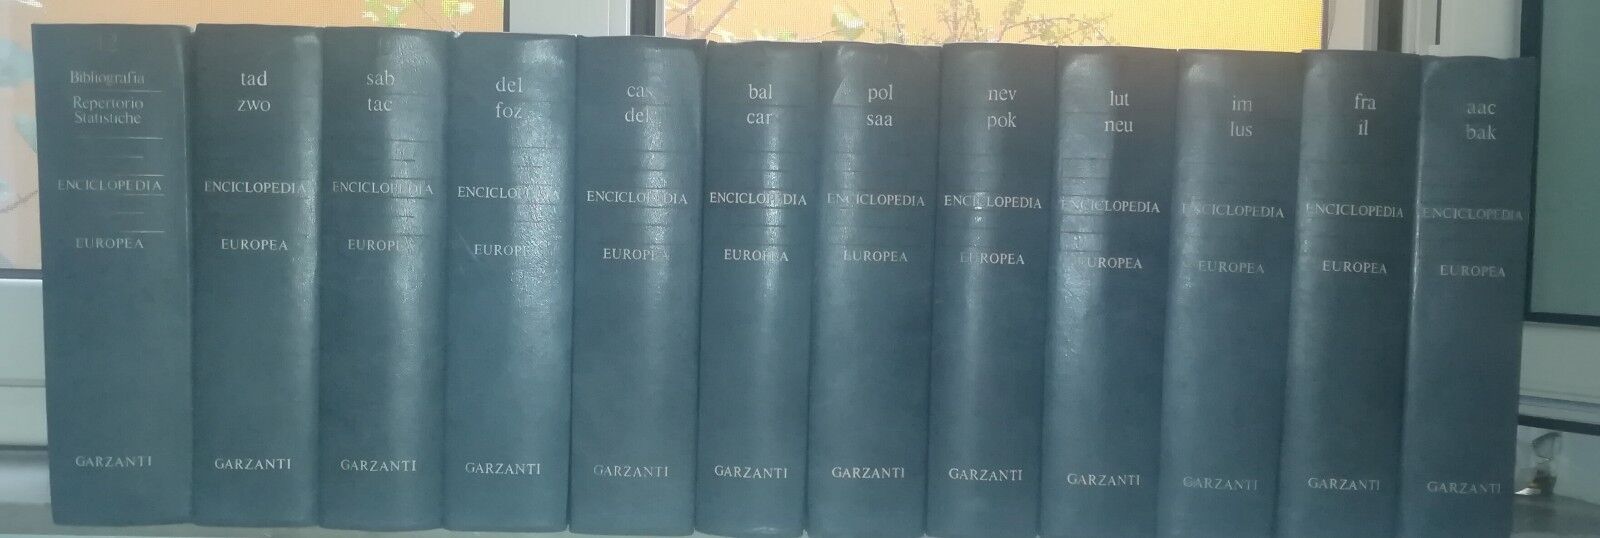 12
Bibliografia
Repertorio
Statistiche
ENCICLOPEDIA
EUROPEA
GARZANTI
tad
zwo
ENCICLOPEDIA
EUROPEA
GARZANTI
sab
tac
ENCICLOPEDIA
EUROPEA
GARZANTI
del
foz
ENCICLOPEDIA
EUROPEA
GARZANTI
cas
del
ENCICLOPEDIA
EUROPEA
GARZANTI
bal
car
ENCICLOPEDIA
EUROPEA
GARZANTI
pol
saa
ENCICLOPEDIA
EUROPEA
GARZANTI
nev
pok
ENCICLOPEDIA
EUROPEA
GARZANTI
lut
neu
ENCICLOPEDIA
EUROPEA
GARZANTI
im
lus
ENCICLOPEDIA
EUROPEA
GARZANTI
fra
il
ENCICLOPEDIA
EUROPEA
GARZANTI
aac
bak
ENCICLOPEDIA
EUROPEA
GARZANTI